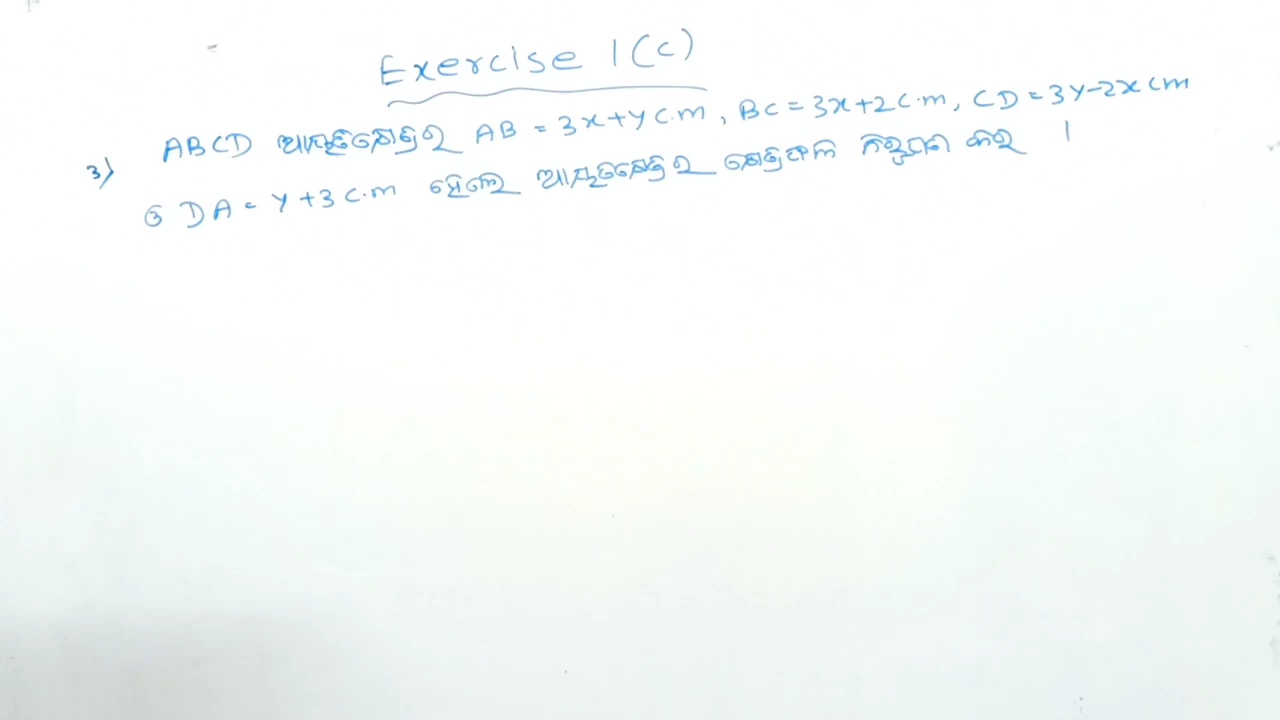 Exercise 1(c)
3) ABCD ଆୟତକ୍ଷେତ୍ରର AB = 3x+y c.m, BC = 3x+2 c.m, CD = 3y-2x cm
ଓ DA = y+3 c.m ହେଲେ ଆୟତକ୍ଷେତ୍ରର କ୍ଷେତ୍ରଫଳ ନିରୂପଣ କର ।